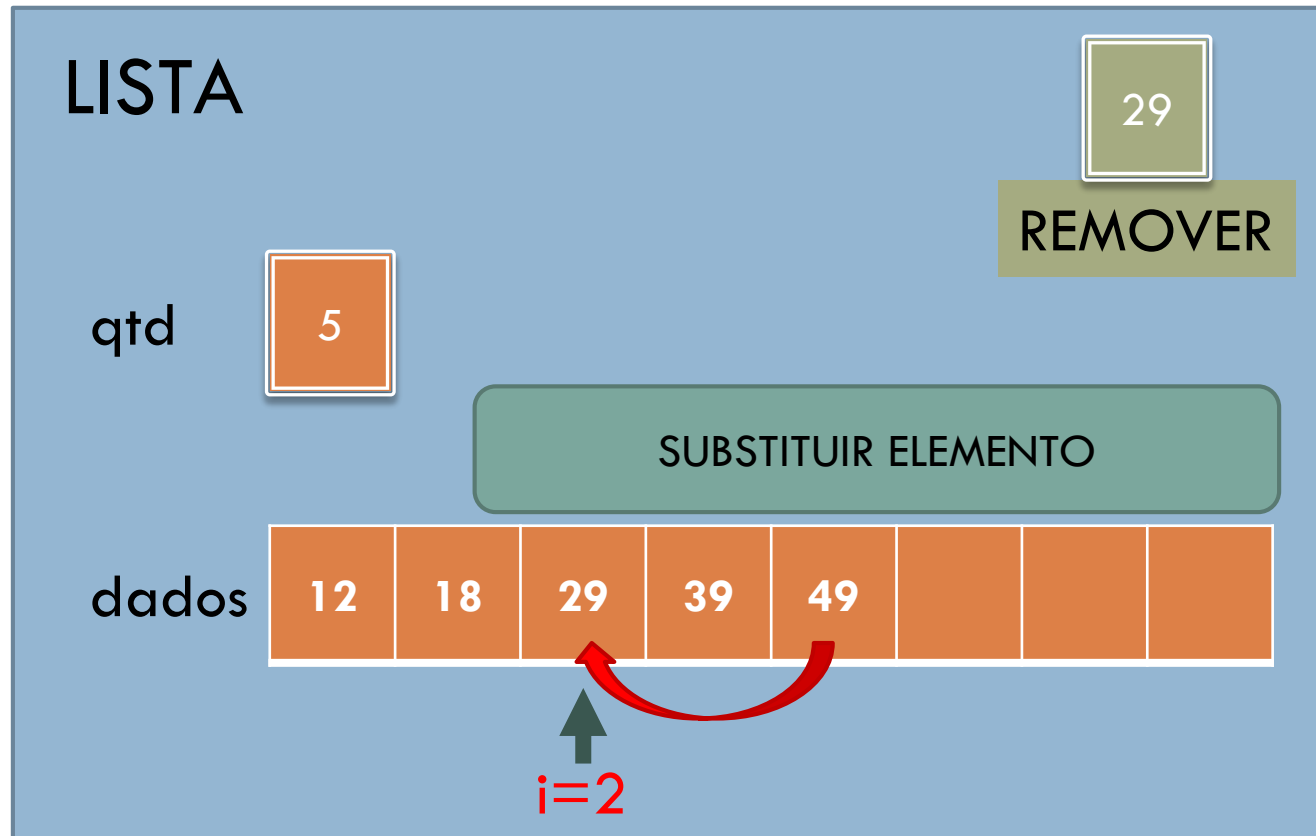 LISTA
29
REMOVER
qtd
5
SUBSTITUIR ELEMENTO
dados 12 18 29 39 49
i=2